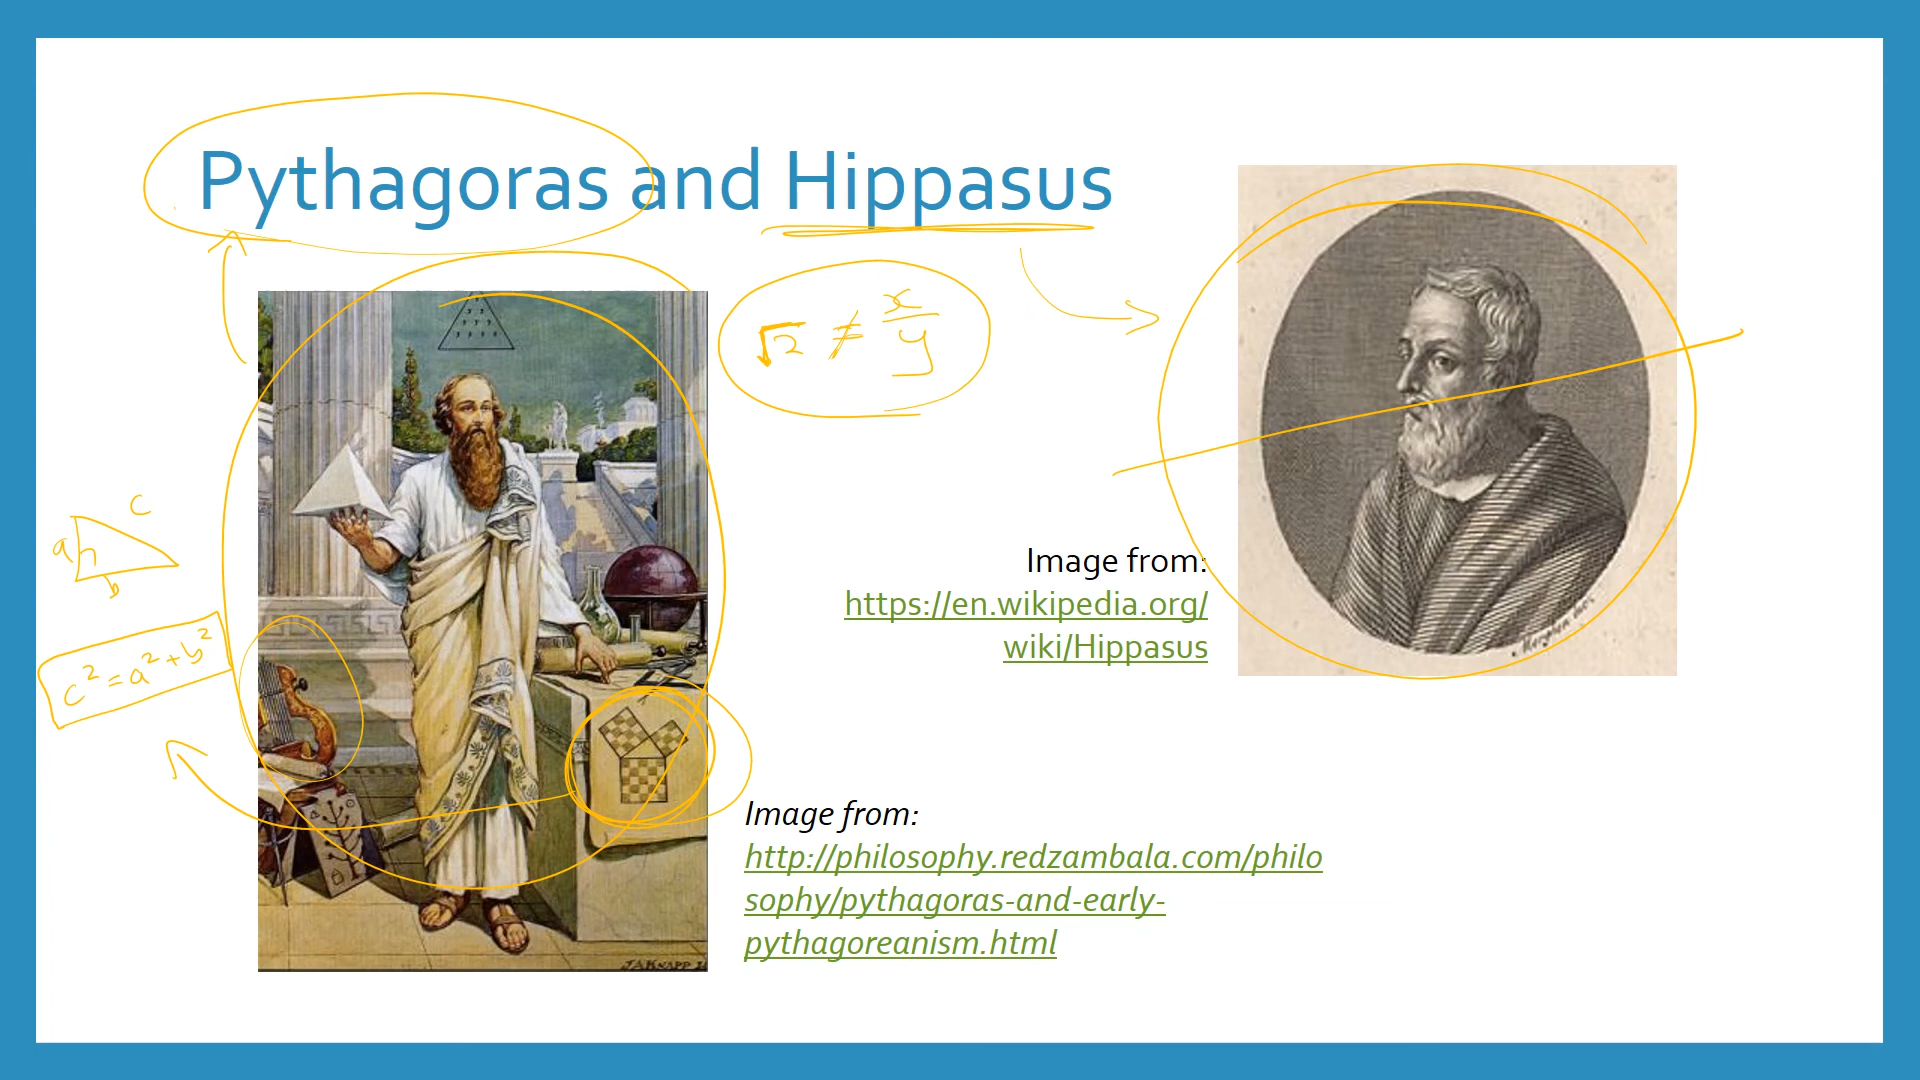 Pythagoras and Hippasus
√2 ≠ x/y
c
a
b
c² = a² + b²
Image from:
https://en.wikipedia.org/
wiki/Hippasus
Image from:
http://philosophy.redzambala.com/philo
sophy/pythagoras-and-early-
pythagoreanism.html
J.A.KNAPP